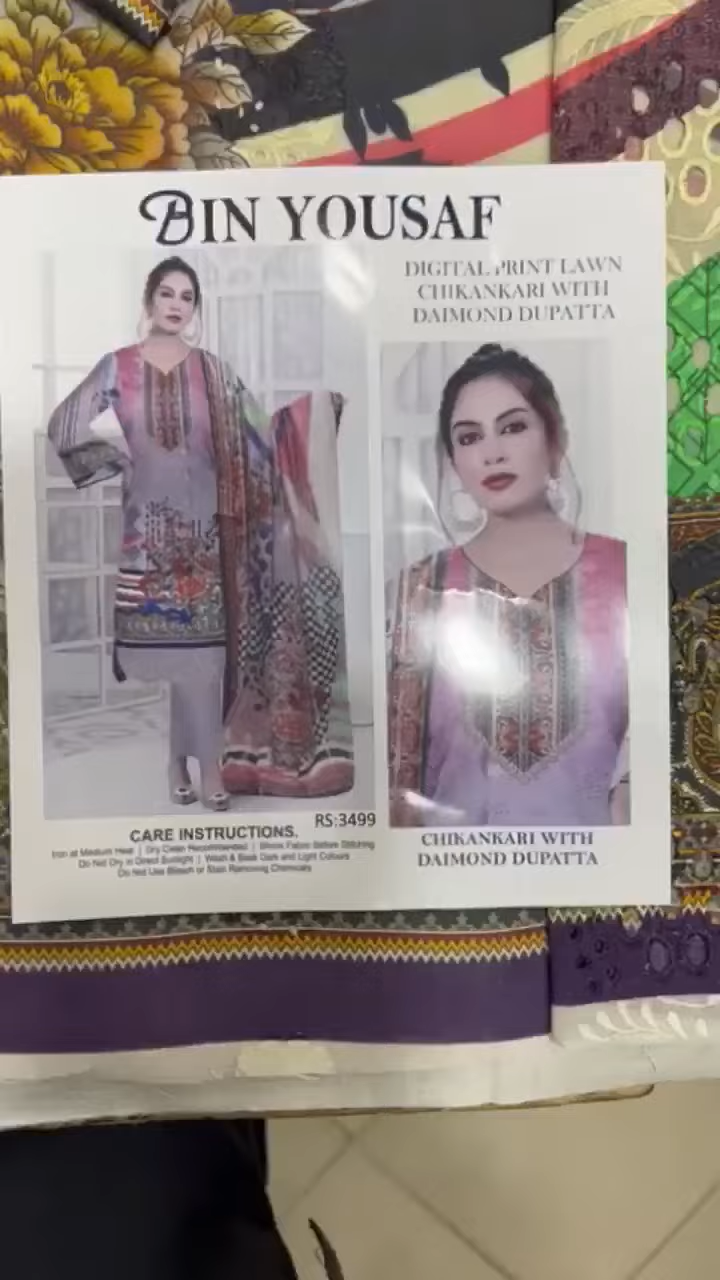 BIN YOUSAF
DIGITAL PRINT LAWN
CHIKANKARI WITH
DAIMOND DUPATTA
RS:3499
CARE INSTRUCTIONS.
Iron at Medium Heat | Dry Clean Recommended | Before Stitching
Do Not Dry in Direct Sunlight | Wash & Soak Dark and Light Colours
Do Not Use Bleach or Stain Removing Chemicals
CHIKANKARI WITH
DAIMOND DUPATTA